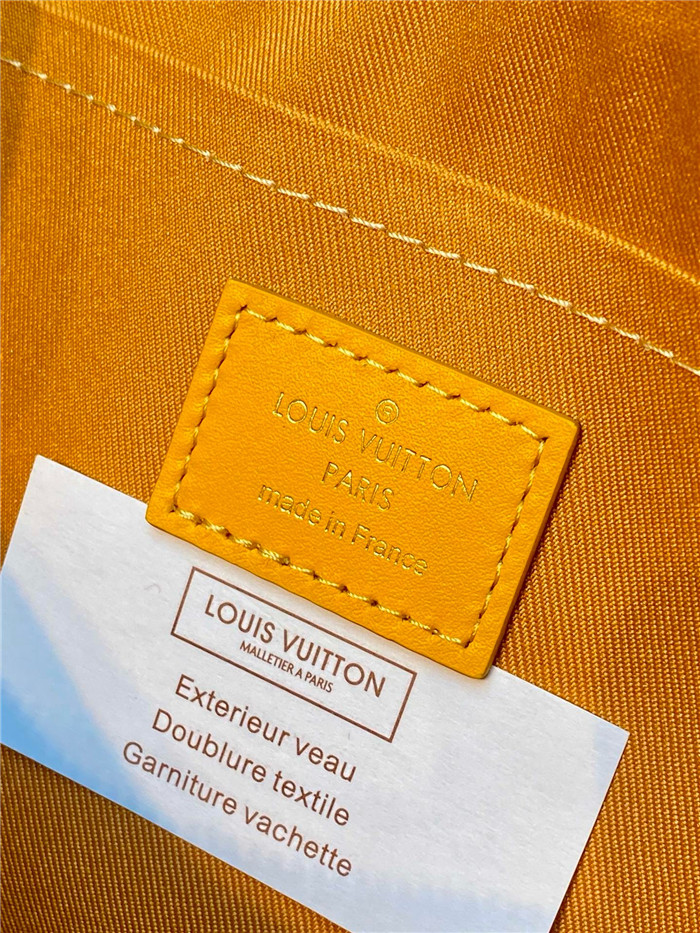 ®
LOUIS VUITTON
PARIS
made in France
LOUIS VUITTON
MALLETIER A PARIS
Exterieur veau
Doublure textile
Garniture vachette